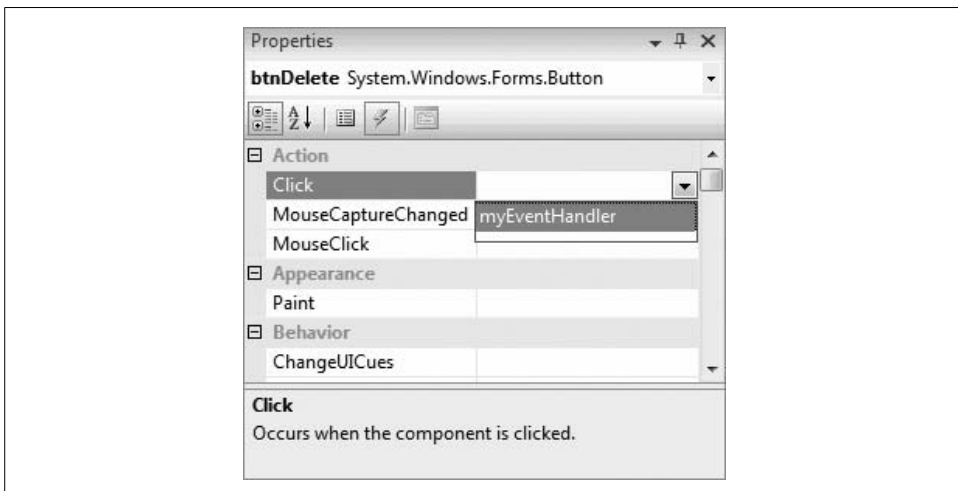 Properties
btnDelete System.Windows.Forms.Button
A
Z
Action
Click
MouseCaptureChanged myEventHandler
MouseClick
Appearance
Paint
Behavior
ChangeUICues
Click
Occurs when the component is clicked.